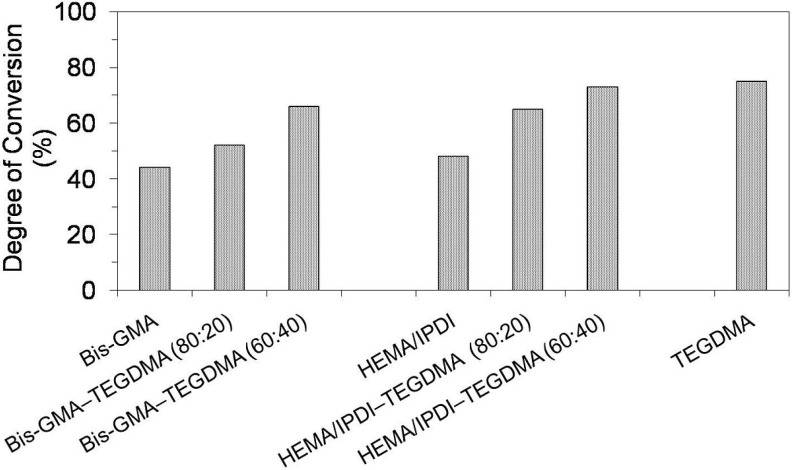 Degree of Conversion
(%)
100
80
60
40
20
0
Bis-GMA
Bis-GMA–TEGDMA (80:20)
Bis-GMA–TEGDMA (60:40)
HEMA/IPDI
HEMA/IPDI–TEGDMA (80:20)
HEMA/IPDI–TEGDMA (60:40)
TEGDMA